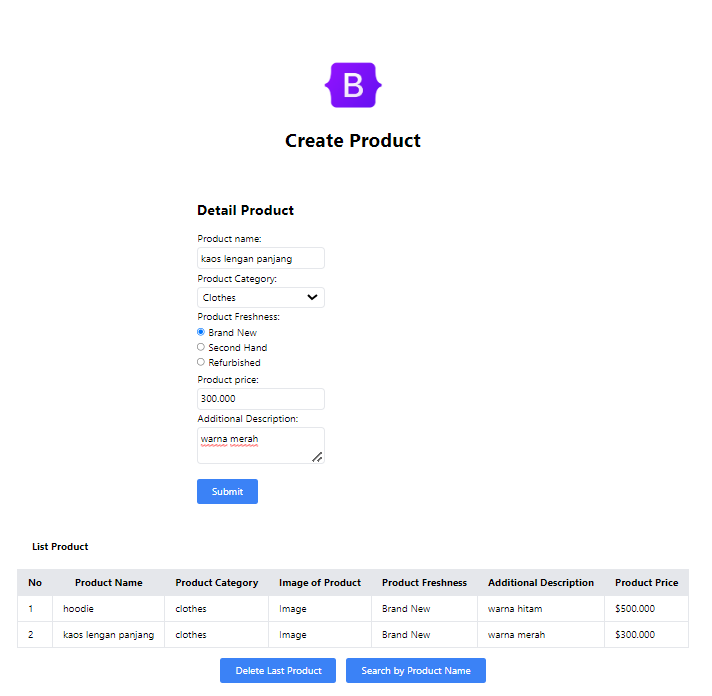 B
Create Product
Detail Product
Product name:
kaos lengan panjang
Product Category:
Clothes
Product Freshness:
Brand New
Second Hand
Refurbished
Product price:
300.000
Additional Description:
warna merah
Submit
List Product
No Product Name Product Category Image of Product Product Freshness Additional Description Product Price
1 hoodie clothes Image Brand New warna hitam $500.000
2 kaos lengan panjang clothes Image Brand New warna merah $300.000
Delete Last Product Search by Product Name